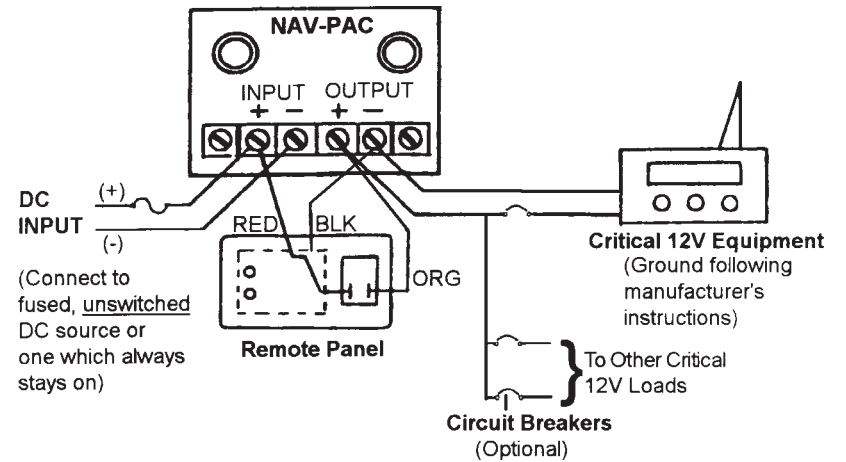 NAV-PAC
INPUT OUTPUT
+ − + −
DC
INPUT
(+)
(-)
RED
BLK
ORG
(Connect to
fused, unswitched
DC source or
one which always
stays on)
Remote Panel
Critical 12V Equipment
(Ground following
manufacturer's
instructions)
To Other Critical
12V Loads
Circuit Breakers
(Optional)